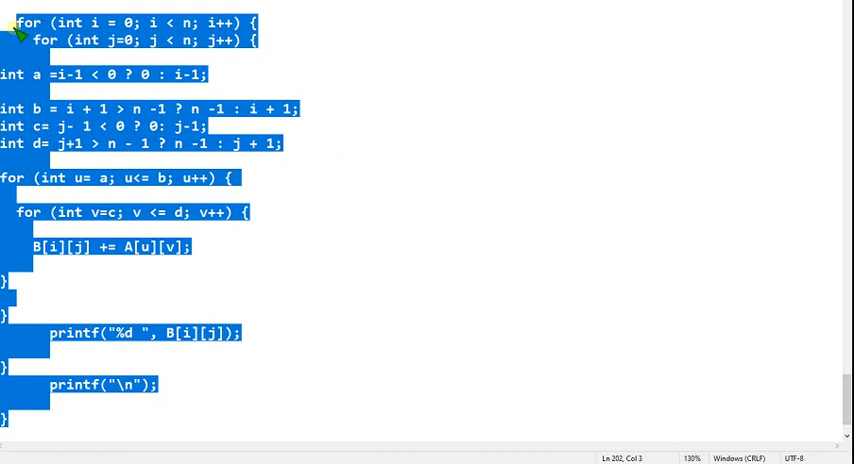 for (int i = 0; i < n; i++) {
for (int j=0; j < n; j++) {
int a =i-1 < 0 ? 0 : i-1;
int b = i + 1 > n -1 ? n -1 : i + 1;
int c= j- 1 < 0 ? 0: j-1;
int d= j+1 > n - 1 ? n -1 : j + 1;
for (int u= a; u<= b; u++) {
for (int v=c; v <= d; v++) {
B[i][j] += A[u][v];
}
}
printf("%d ", B[i][j]);
}
printf("\n");
}
Ln 202, Col 3 130% Windows (CRLF) UTF-8